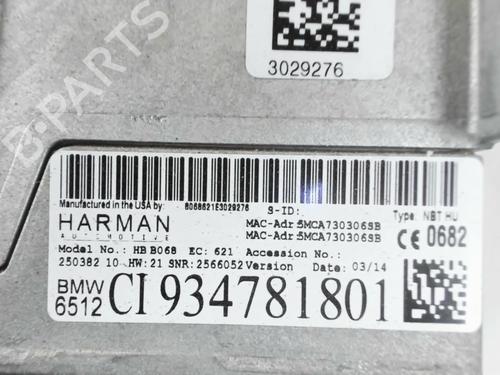 3029276
Manufactured in the USA by: 8068621E3029276 S-ID:
HARMAN MAC-Adr:5MCA730306SB Type: NBT HU
AUTOMOTIVE MAC-Adr:5MCA730306SB CE 0682
Model No.: HB B068 EC: 621 Accession No.:
250382 10 HW:21 SNR:2566052 Version Date: 03/14
BMW
6512 CI 934781801
B-PARTS